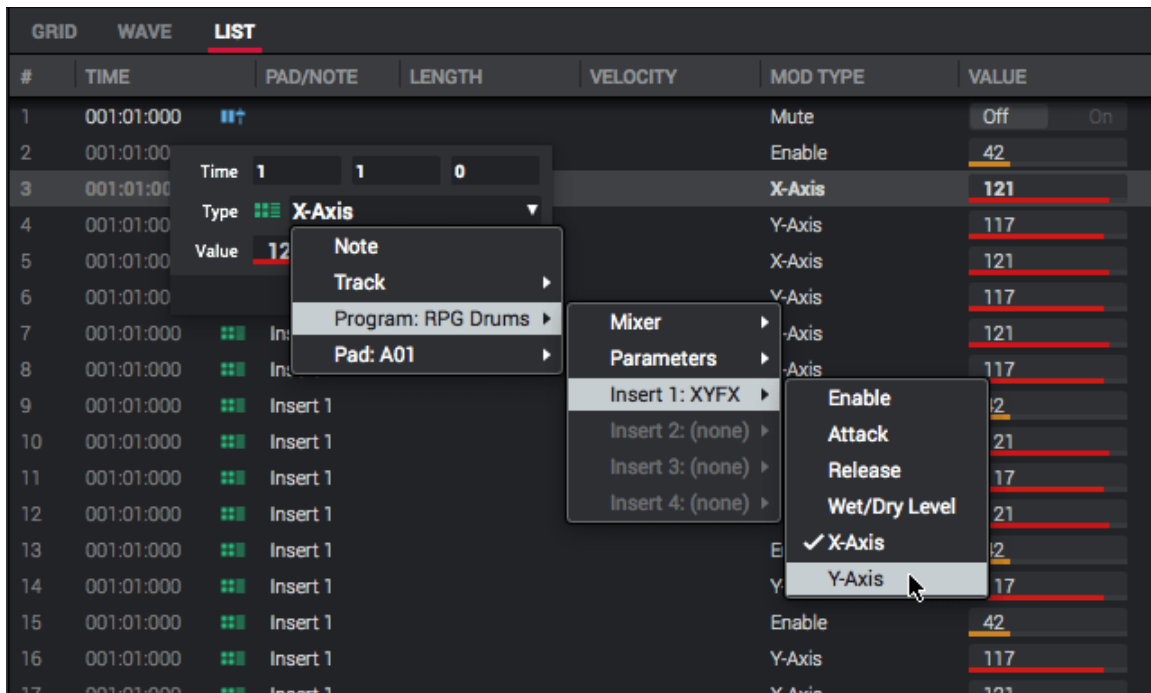 GRID WAVE LIST
# TIME PAD/NOTE LENGTH VELOCITY MOD TYPE VALUE
1 001:01:000 Mute Off On
2 001:01:00 Enable 42
Time 1 1 0
3 001:01:00 X-Axis 121
Type X-Axis
4 001:01:00 Y-Axis 117
Value 12
5 001:01:00 X-Axis 121
6 001:01:00 Y-Axis 117
Note
Track
Program: RPG Drums
Pad: A01
7 001:01:000 -Axis 121
8 001:01:000 -Axis 117
Mixer
Parameters
Insert 1: XYFX
Insert 2: (none)
Insert 3: (none)
Insert 4: (none)
Enable
Attack
Release
Wet/Dry Level
X-Axis
Y-Axis
9 001:01:000 Insert 1
10 001:01:000 Insert 1 21
11 001:01:000 Insert 1 17
12 001:01:000 Insert 1 21
13 001:01:000 Insert 1
14 001:01:000 Insert 1 17
15 001:01:000 Insert 1 Enable 42
16 001:01:000 Insert 1 Y-Axis 117